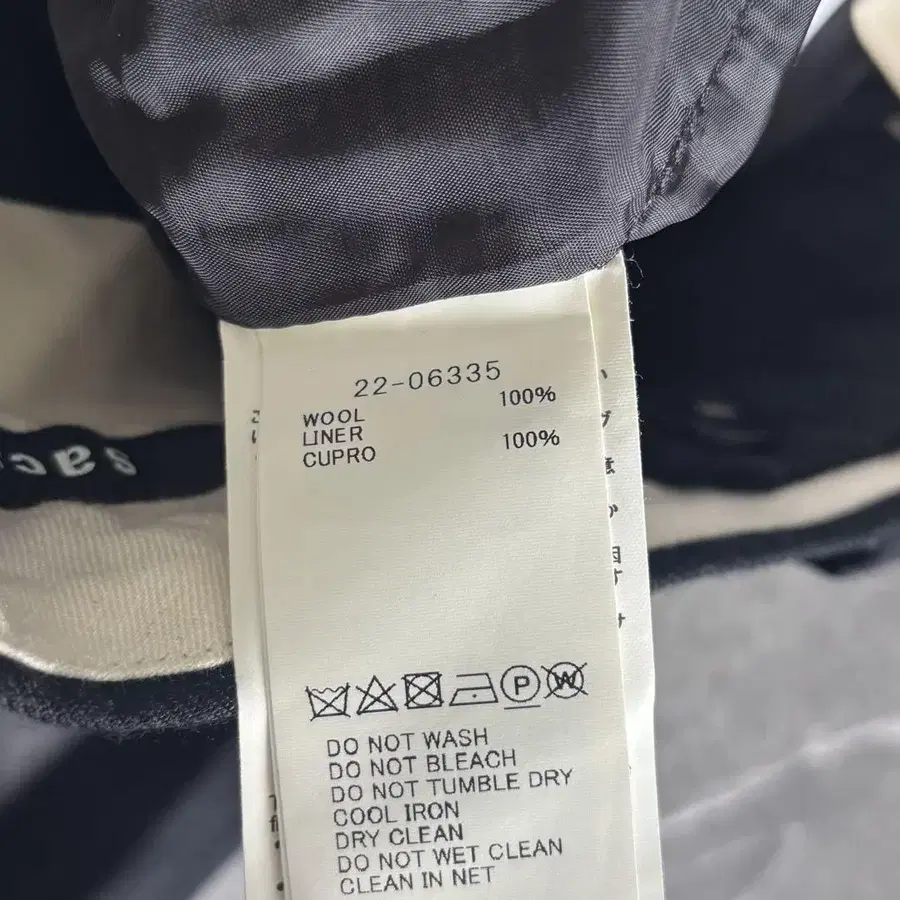 22-06335
WOOL 100%
LINER
CUPRO 100%
P W
DO NOT WASH
DO NOT BLEACH
DO NOT TUMBLE DRY
COOL IRON
DRY CLEAN
DO NOT WET CLEAN
CLEAN IN NET
sac